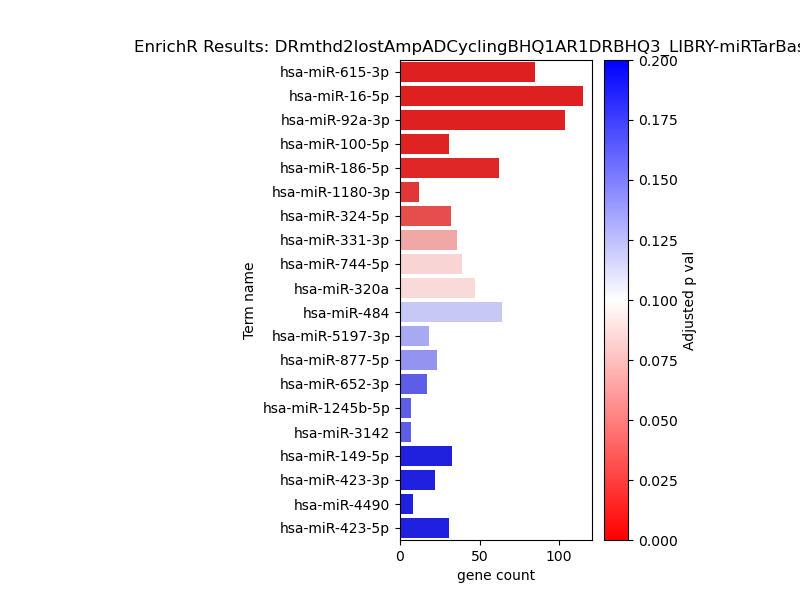 EnrichR Results: DRmthd2lostAmpADCyclingBHQ1AR1DRBHQ3_LIBRY-miRTarBas
hsa-miR-615-3p
hsa-miR-16-5p
hsa-miR-92a-3p
hsa-miR-100-5p
hsa-miR-186-5p
hsa-miR-1180-3p
hsa-miR-324-5p
hsa-miR-331-3p
hsa-miR-744-5p
hsa-miR-320a
hsa-miR-484
hsa-miR-5197-3p
hsa-miR-877-5p
hsa-miR-652-3p
hsa-miR-1245b-5p
hsa-miR-3142
hsa-miR-149-5p
hsa-miR-423-3p
hsa-miR-4490
hsa-miR-423-5p
Term name
0 50 100
gene count
0.200
0.175
0.150
0.125
0.100
0.075
0.050
0.025
0.000
Adjusted p val